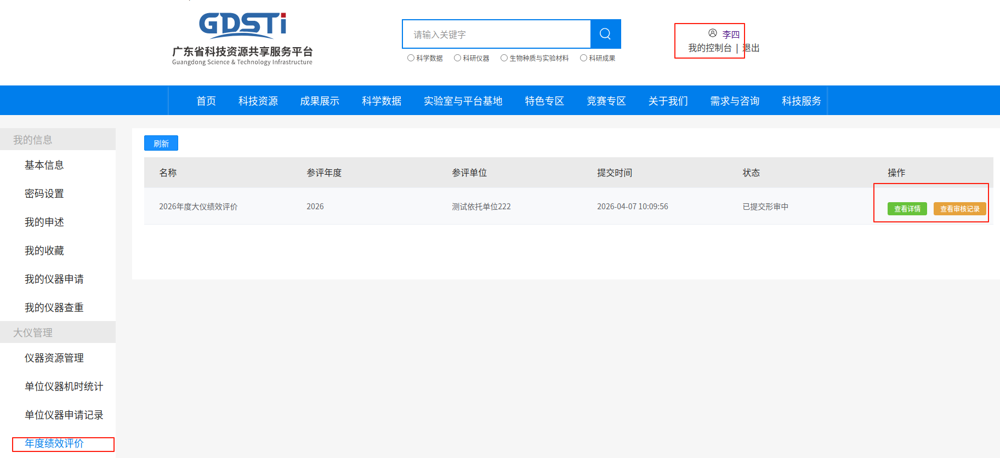 GDSTi
广东省科技资源共享服务平台
Guangdong Science & Technology Infrastructure
请输入关键字
科学数据 科研仪器 生物种质与实验材料 科研成果
李四
我的控制台 | 退出
首页 科技资源 成果展示 科学数据 实验室与平台基地 特色专区 竞赛专区 关于我们 需求与咨询 科技服务
我的信息
基本信息
密码设置
我的申述
我的收藏
我的仪器申请
我的仪器查重
大仪管理
仪器资源管理
单位仪器机时统计
单位仪器申请记录
年度绩效评价
刷新
名称 参评年度 参评单位 提交时间 状态 操作
2026年度大仪绩效评价 2026 测试依托单位222 2026-04-07 10:09:56 已提交形审中 查看详情 查看审核记录